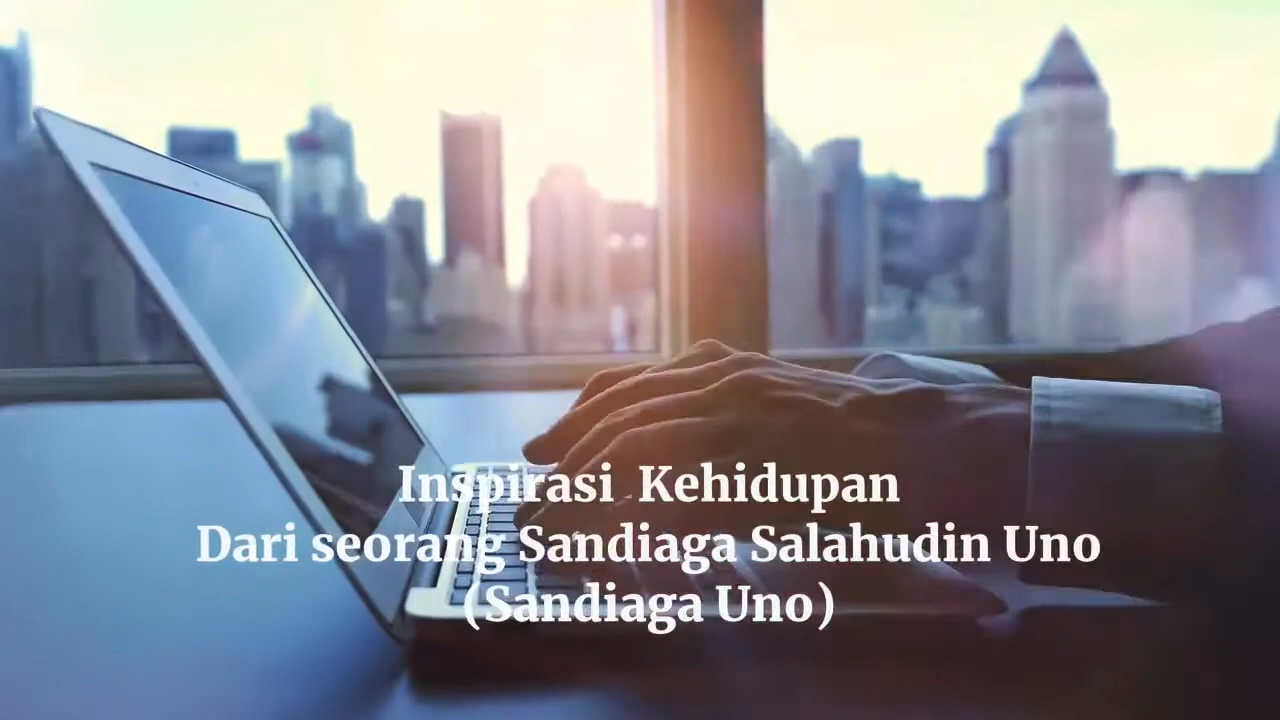 Inspirasi  Kehidupan
Dari seorang Sandiaga Salahudin Uno
(Sandiaga Uno)